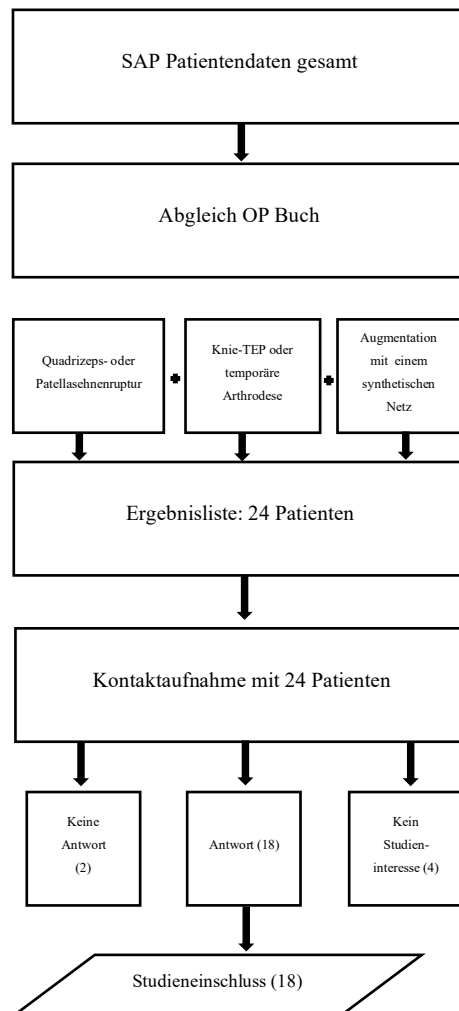 SAP Patientendaten gesamt
Abgleich OP Buch
Quadrizeps- oder
Patellasehnenruptur
Knie-TEP oder
temporäre
Arthrodese
Augmentation
mit einem
synthetischen
Netz
Ergebnisliste: 24 Patienten
Kontaktaufnahme mit 24 Patienten
Keine
Antwort
(2)
Antwort (18)
Kein
Studien-
interesse (4)
Studieneinschluss (18)